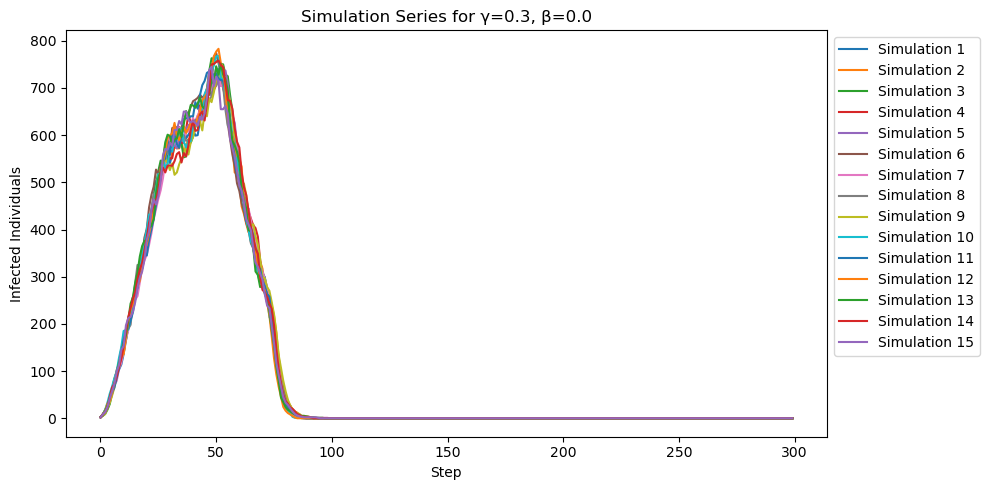 Simulation Series for γ=0.3, β=0.0
Infected Individuals
800
700
600
500
400
300
200
100
0
0 50 100 150 200 250 300
Step
Simulation 1
Simulation 2
Simulation 3
Simulation 4
Simulation 5
Simulation 6
Simulation 7
Simulation 8
Simulation 9
Simulation 10
Simulation 11
Simulation 12
Simulation 13
Simulation 14
Simulation 15